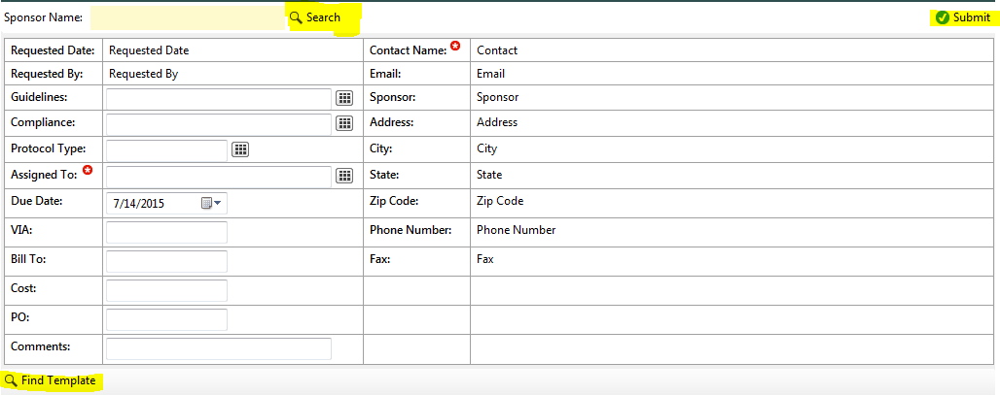 Sponsor Name: Search Submit
Requested Date: Requested Date Contact Name: Contact
Requested By: Requested By Email: Email
Guidelines: Sponsor: Sponsor
Compliance: Address: Address
Protocol Type: City: City
Assigned To: State: State
Due Date: 7/14/2015 Zip Code: Zip Code
VIA: Phone Number: Phone Number
Bill To: Fax: Fax
Cost:
PO:
Comments:
Find Template